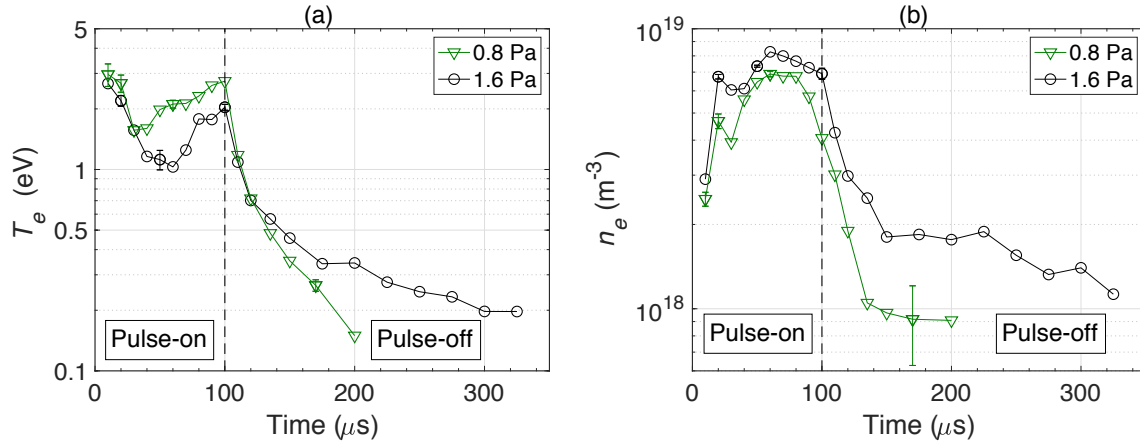 (a)
5
1
0.5
0.1
T_e (eV)
0.8 Pa
1.6 Pa
Pulse-on
Pulse-off
0
100
200
300
Time (μs)
(b)
10^19
10^18
n_e (m^-3)
0.8 Pa
1.6 Pa
Pulse-on
Pulse-off
0
100
200
300
Time (μs)